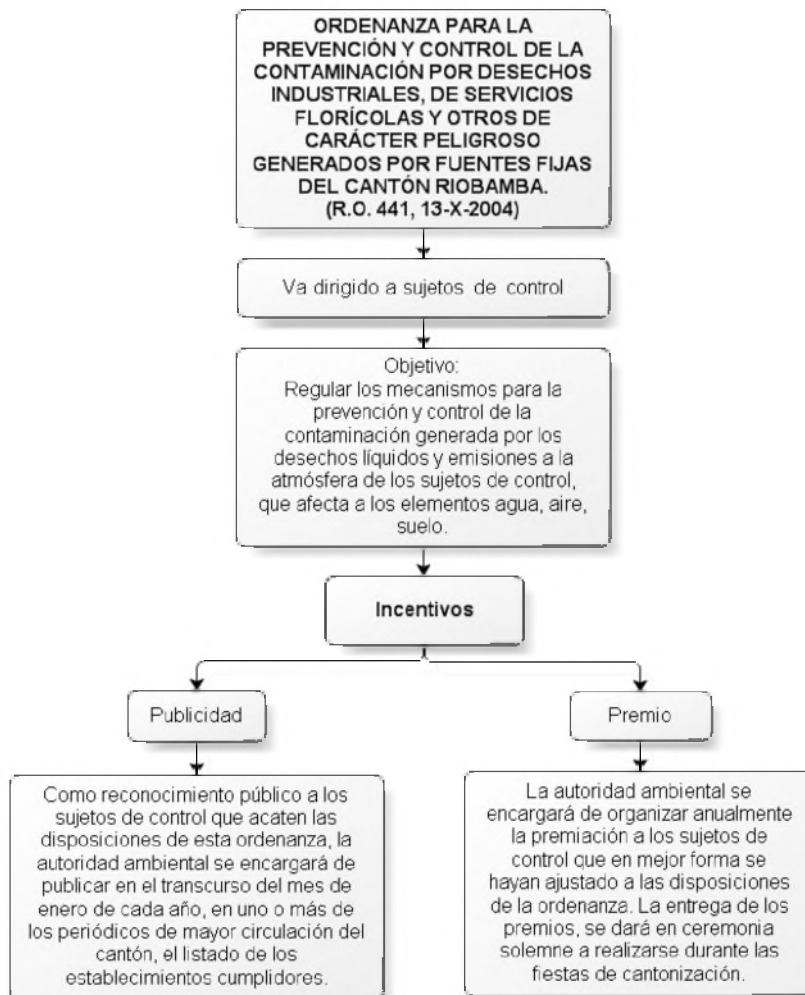 ORDENANZA PARA LA
PREVENCIÓN Y CONTROL DE LA
CONTAMINACIÓN POR DESECHOS
INDUSTRIALES, DE SERVICIOS
FLORÍCOLAS Y OTROS DE
CARÁCTER PELIGROSO
GENERADOS POR FUENTES FIJAS
DEL CANTÓN RIOBAMBA.
(R.O. 441, 13-X-2004)
Va dirigido a sujetos de control
Objetivo:
Regular los mecanismos para la
prevención y control de la
contaminación generada por los
desechos líquidos y emisiones a la
atmósfera de los sujetos de control,
que afecta a los elementos agua, aire,
suelo.
Incentivos
Publicidad
Como reconocimiento público a los
sujetos de control que acaten las
disposiciones de esta ordenanza, la
autoridad ambiental se encargará de
publicar en el transcurso del mes de
enero de cada año, en uno o más de
los periódicos de mayor circulación del
cantón, el listado de los
establecimientos cumplidores.
Premio
La autoridad ambiental se
encargará de organizar anualmente
la premiación a los sujetos de
control que en mejor forma se
hayan ajustado a las disposiciones
de la ordenanza. La entrega de los
premios, se dará en ceremonia
solemne a realizarse durante las
fiestas de cantonización.